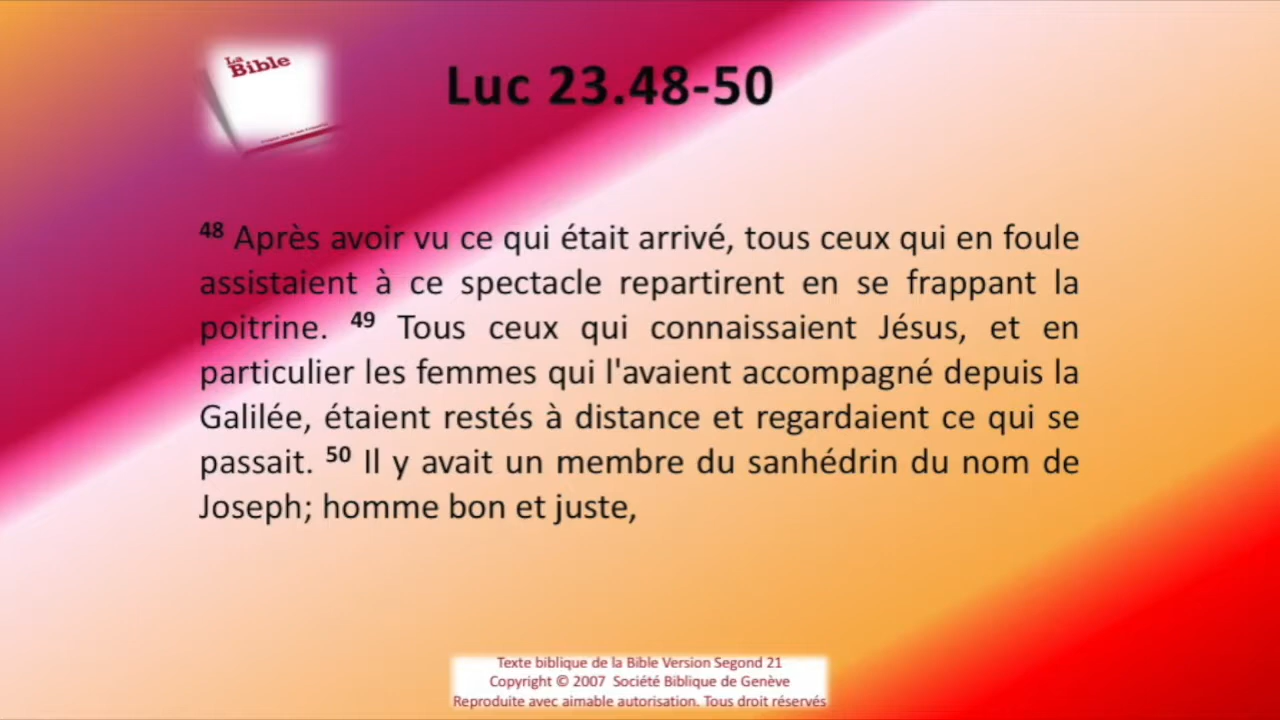 La
Bible
Luc 23.48-50
48 Après avoir vu ce qui était arrivé, tous ceux qui en foule
assistaient à ce spectacle repartirent en se frappant la
poitrine. 49 Tous ceux qui connaissaient Jésus, et en
particulier les femmes qui l'avaient accompagné depuis la
Galilée, étaient restés à distance et regardaient ce qui se
passait. 50 Il y avait un membre du sanhédrin du nom de
Joseph; homme bon et juste,
Texte biblique de la Bible Version Segond 21
Copyright © 2007 Société Biblique de Genève
Reproduite avec aimable autorisation. Tous droit réservés